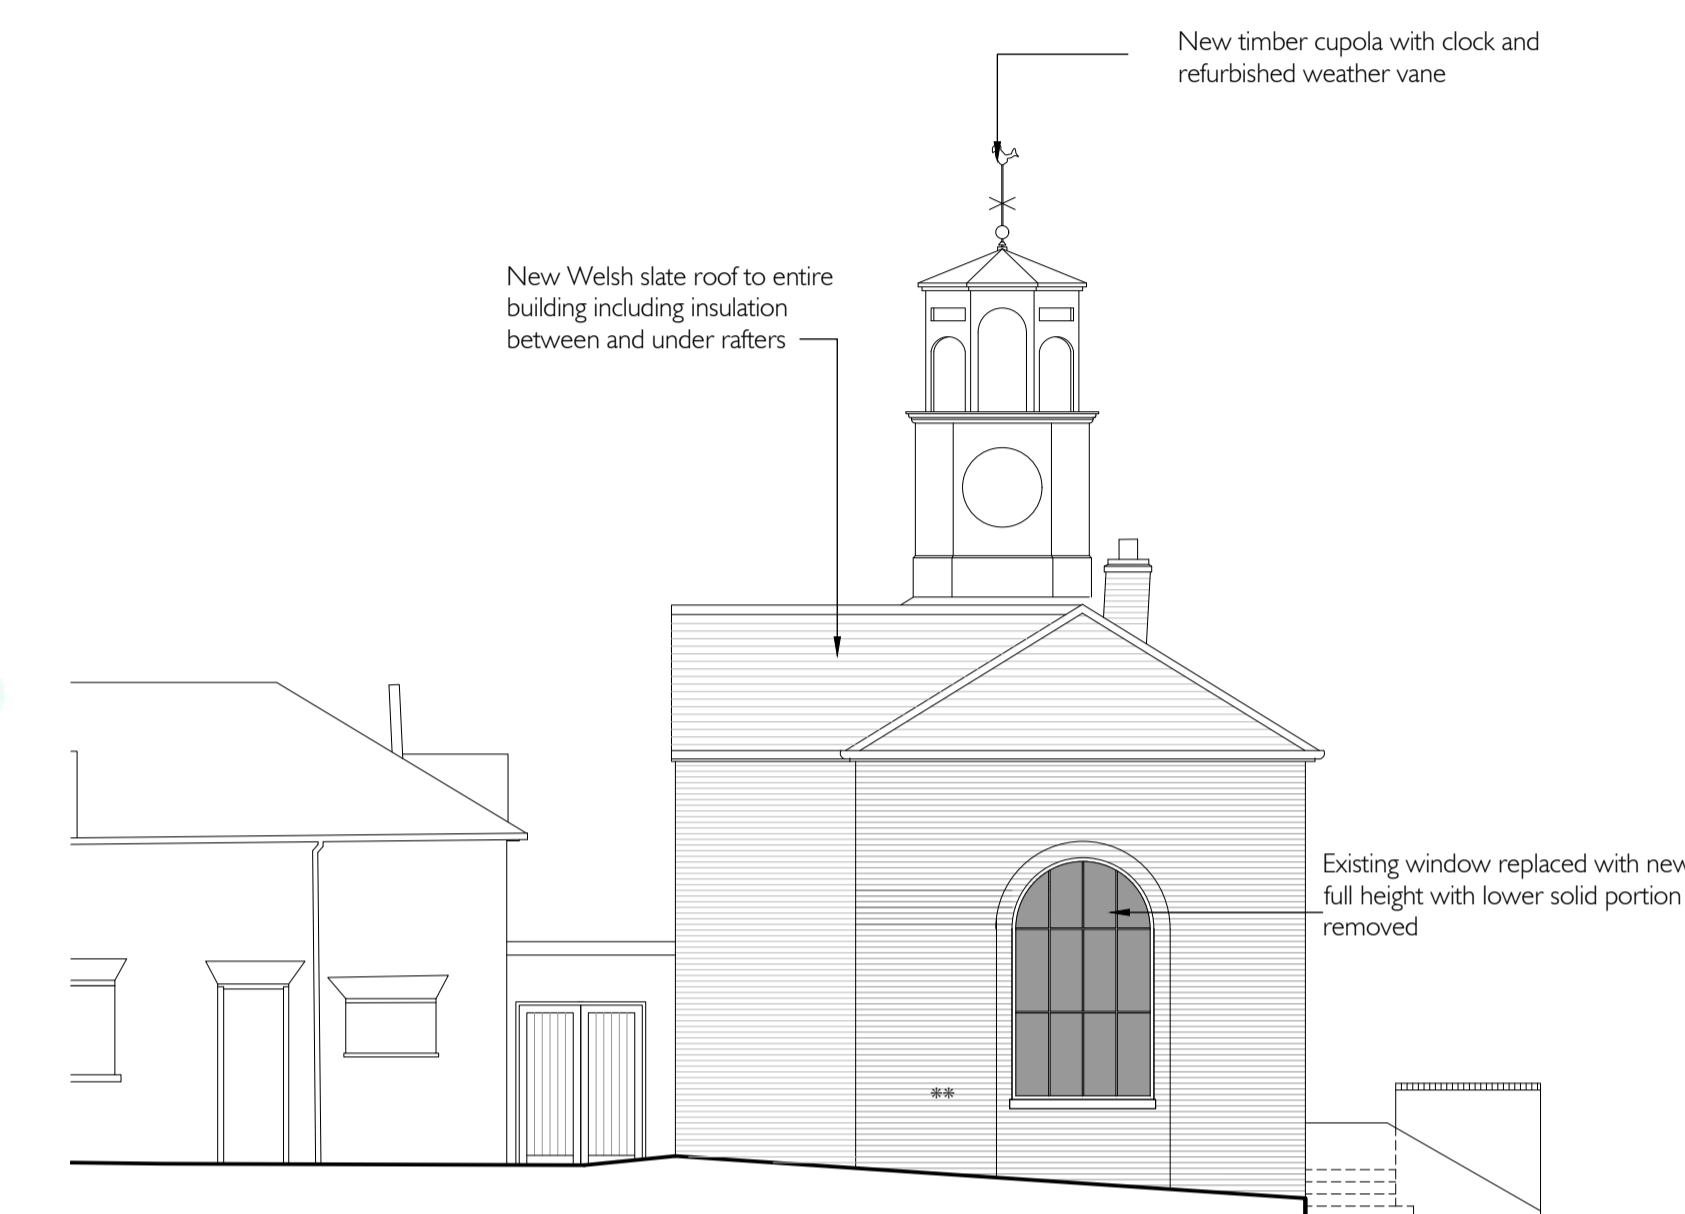 New timber cupola with clock and
refurbished weather vane
New Welsh slate roof to entire
building including insulation
between and under rafters
Existing window replaced with new
full height with lower solid portion
removed
**